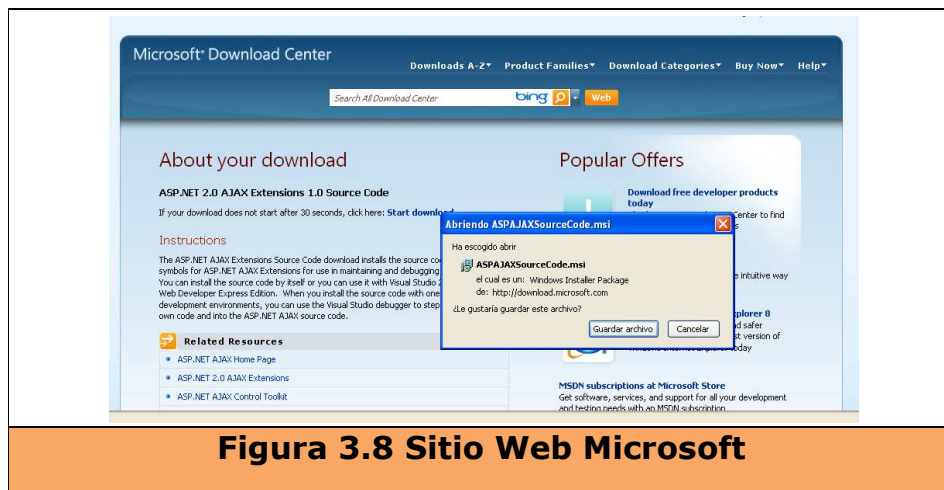 Microsoft Download Center
Downloads A-Z Product Families Download Categories Buy Now Help
Search All Download Center bing Web
About your download
ASP.NET 2.0 AJAX Extensions 1.0 Source Code
If your download does not start after 30 seconds, click here: Start download
Instructions
The ASP.NET AJAX Extensions Source Code download installs the source
symbols for ASP.NET AJAX Extensions for use in maintaining and debugging
You can install the source code by itself or you can use it with Visual Studio
Web Developer Express Edition. When you install the source code with one
development environments, you can use the Visual Studio debugger to step
own code and into the ASP.NET AJAX source code.
Related Resources
ASP.NET AJAX Home Page
ASP.NET 2.0 AJAX Extensions
ASP.NET AJAX Control Toolkit
Popular Offers
Download free developer products
today
Center to find
e intuitive way
plorer 8
d safer
st version of
today
MSDN subscriptions at Microsoft Store
Get software, services, and support for all your development
and testing needs with an MSDN subscription
Abriendo ASPAJAXSourceCode.msi
Ha escogido abrir
ASPAJAXSourceCode.msi
el cual es un: Windows Installer Package
de: http://download.microsoft.com
¿Le gustaría guardar este archivo?
Guardar archivo Cancelar
Figura 3.8 Sitio Web Microsoft